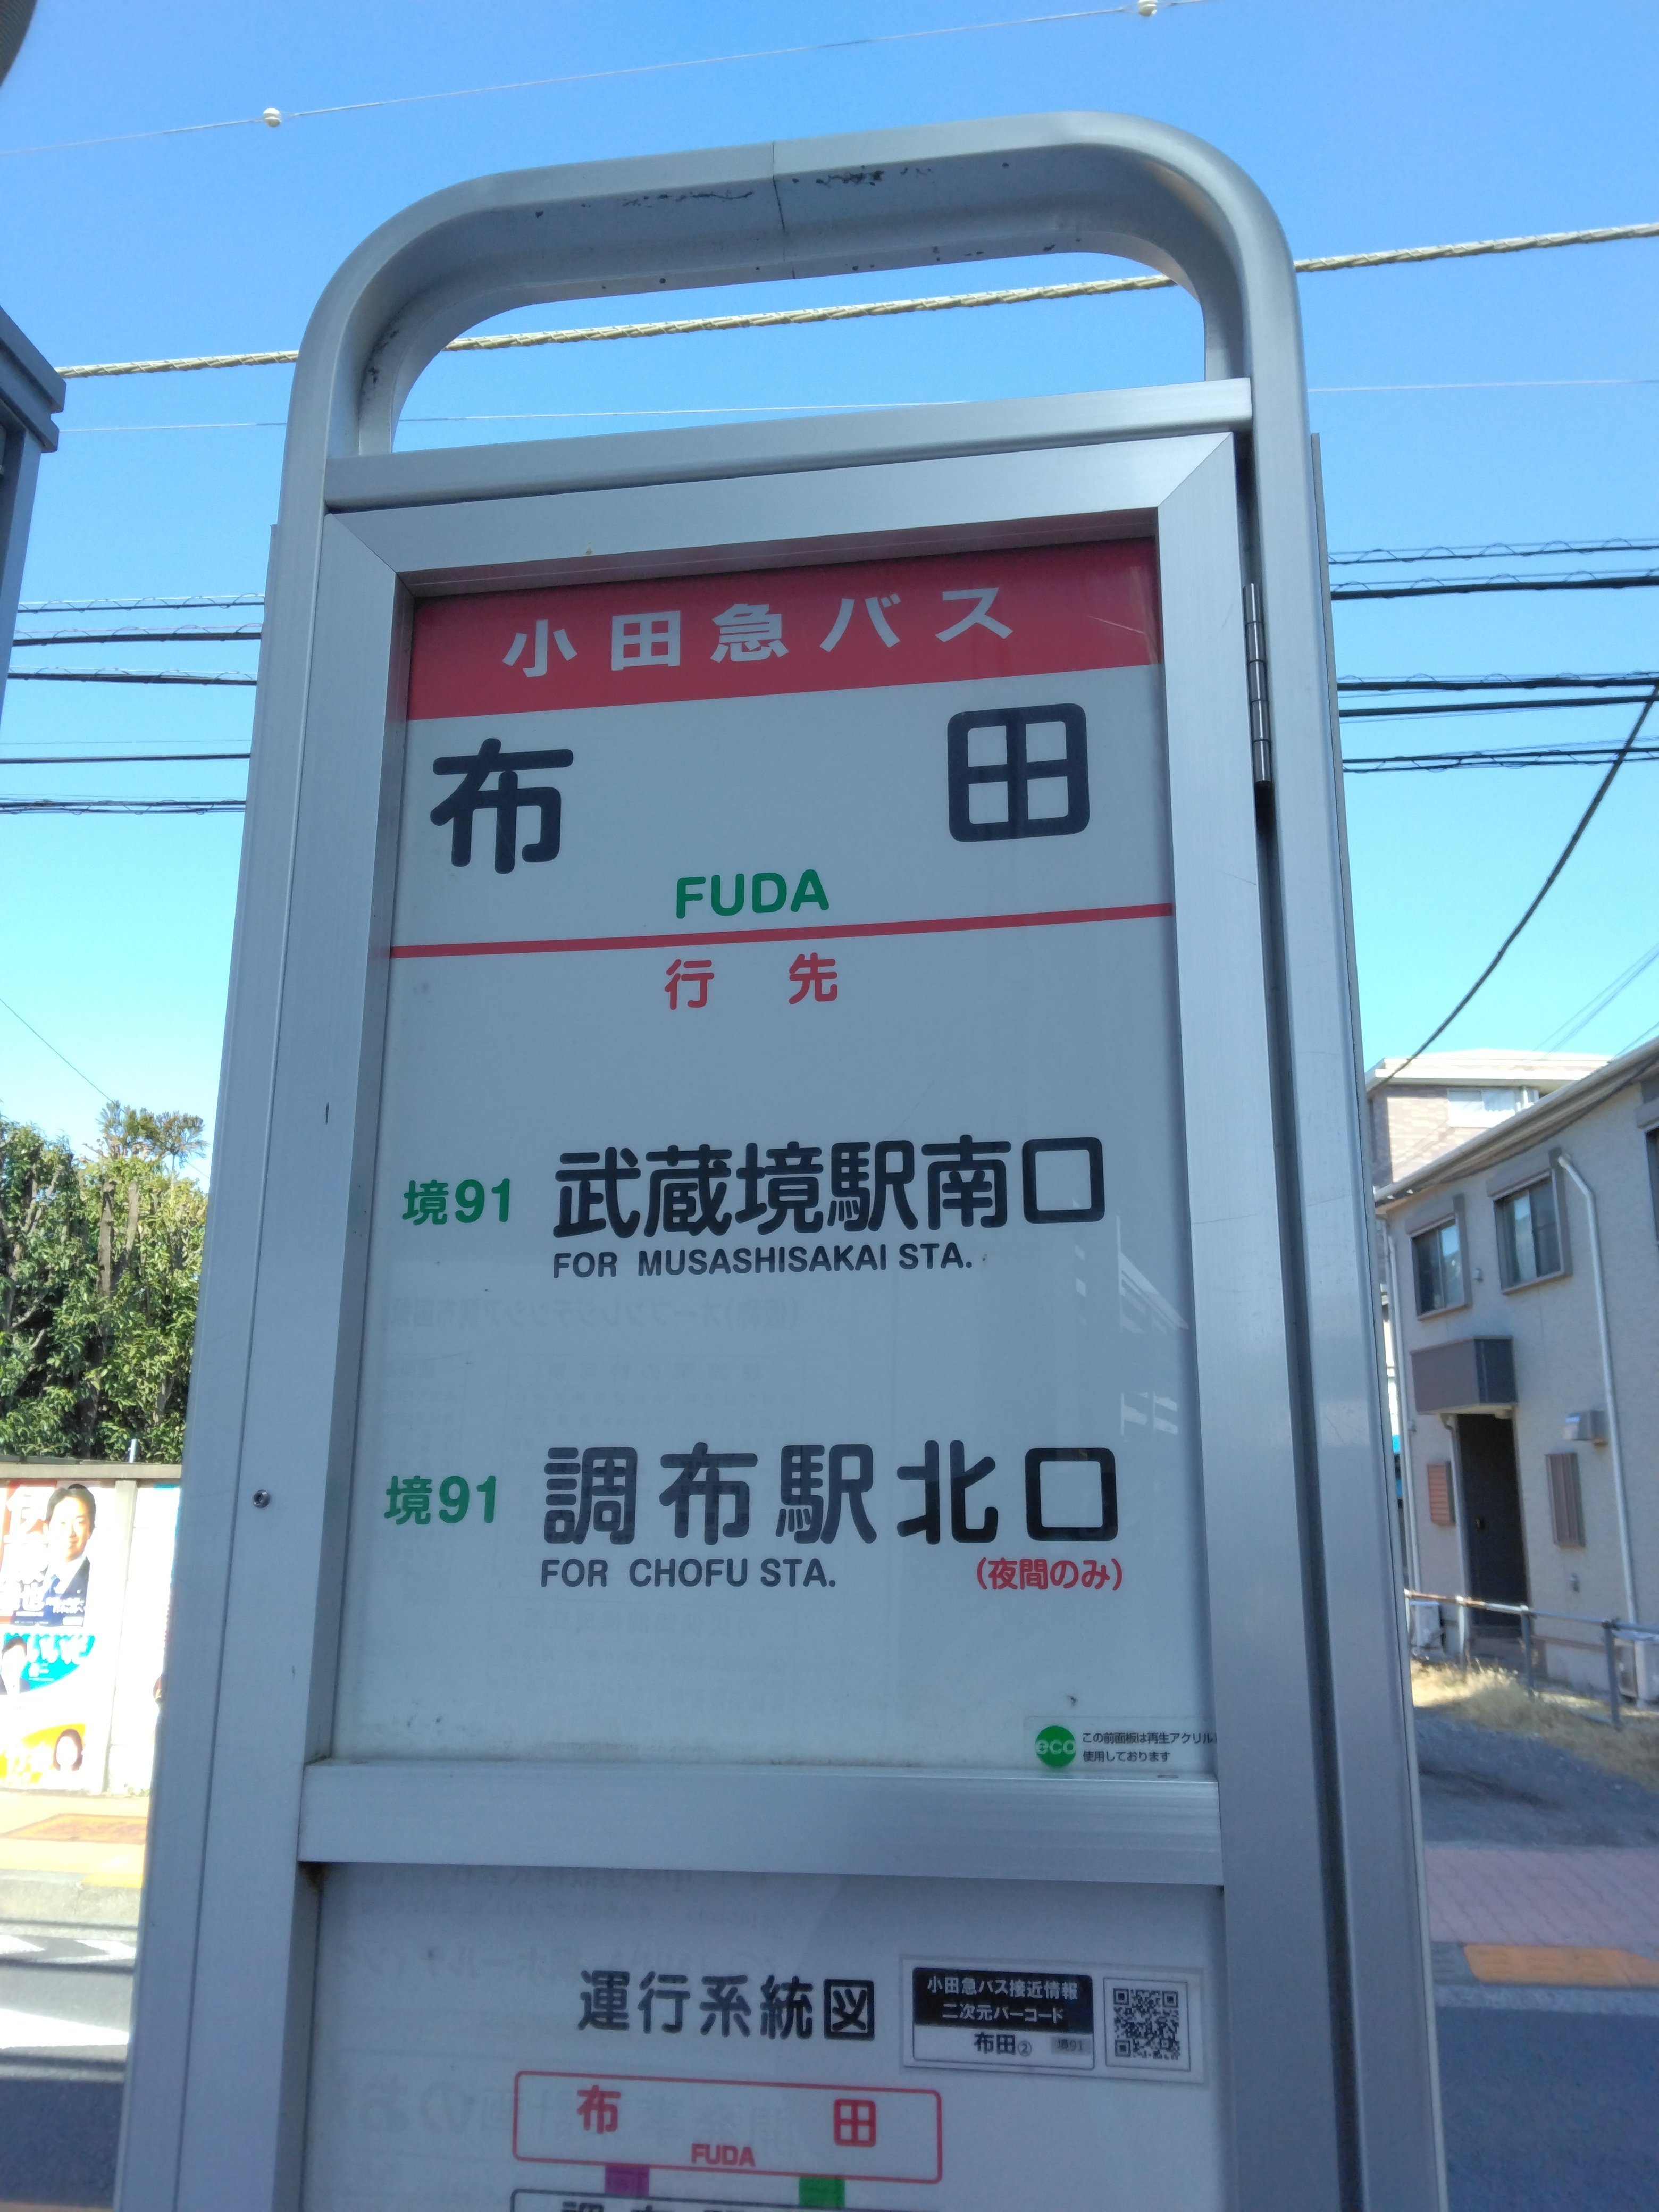 小田急バス
布田
FUDA
行先
境91 武蔵境駅南口
FOR MUSASHISAKAI STA.
境91 調布駅北口
FOR CHOFU STA. (夜間のみ)
eco この前面板は再生アクリル
使用しております
運行系統図
小田急バス接近情報
二次元バーコード
布田② 境91
布田
FUDA